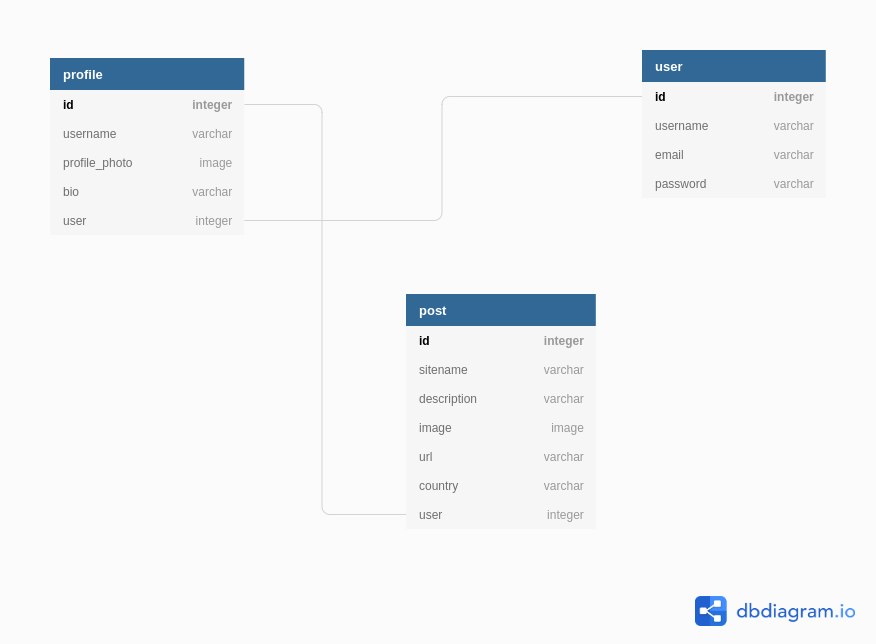 profile
id integer
username varchar
profile_photo image
bio varchar
user integer
user
id integer
username varchar
email varchar
password varchar
post
id integer
sitename varchar
description varchar
image image
url varchar
country varchar
user integer
dbdiagram.io